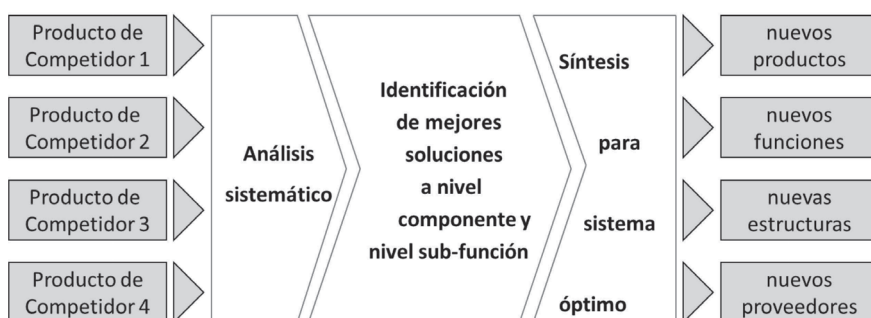 Producto de
Competidor 1
Producto de
Competidor 2
Producto de
Competidor 3
Producto de
Competidor 4
Análisis
sistemático
Identificación
de mejores
soluciones
a nivel
componente y
nivel sub-función
Síntesis
para
sistema
óptimo
nuevos
productos
nuevos
funciones
nuevas
estructuras
nuevos
proveedores